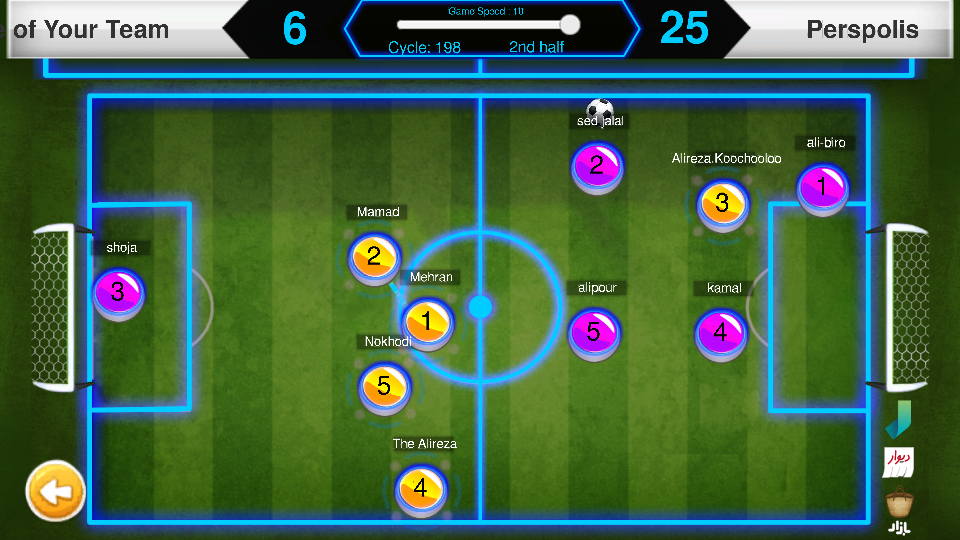 of Your Team
6
Game Speed : 10
Cycle: 198
2nd half
25
Perspolis
sed jalal
2
ali-biro
1
Alireza.Koochooloo
3
Mamad
2
shoja
3
Mehran
1
alipour
5
kamal
4
Nokhodi
5
The Alireza
4
دیوار
بازار